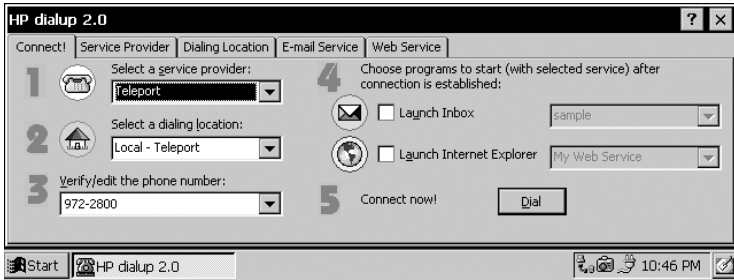 HP dialup 2.0
? ×
Connect! Service Provider Dialing Location E-mail Service Web Service
1 Select a service provider:
Teleport
2 Select a dialing location:
Local - Teleport
3 Verify/edit the phone number:
972-2800
4 Choose programs to start (with selected service) after
connection is established:
Launch Inbox sample
Launch Internet Explorer My Web Service
5 Connect now! Dial
Start HP dialup 2.0 10:46 PM